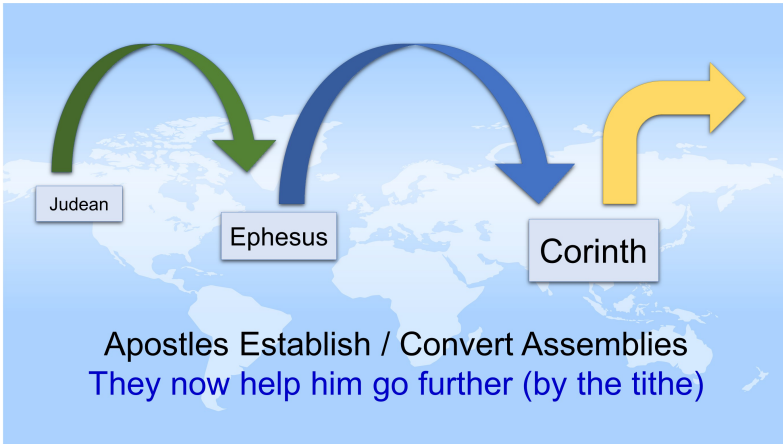 Judean
Ephesus
Corinth
Apostles Establish / Convert Assemblies
They now help him go further (by the tithe)